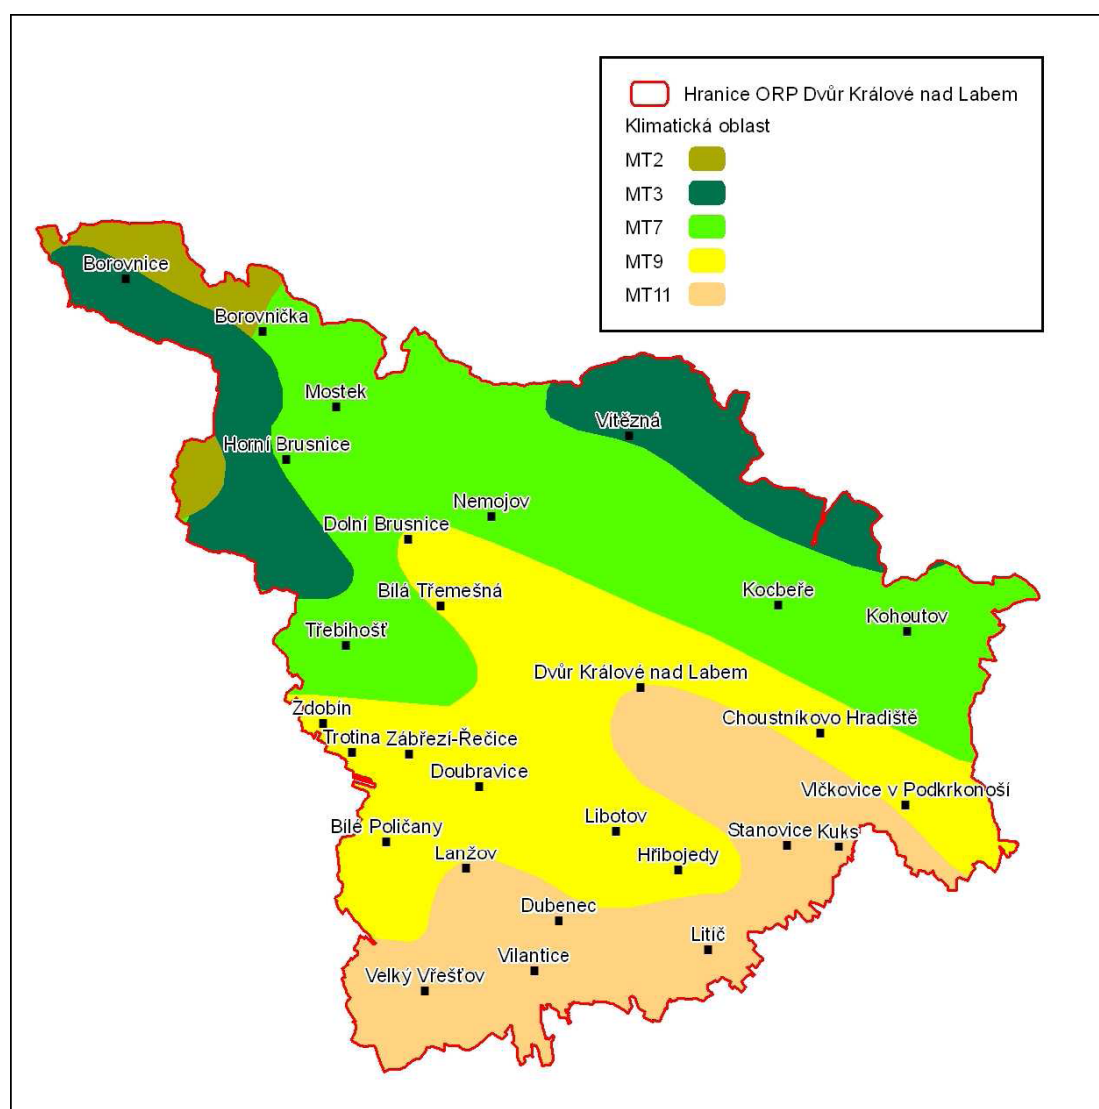 Hranice ORP Dvůr Králové nad Labem
Klimatická oblast
MT2
MT3
MT7
MT9
MT11
Borovnice
Borovnička
Mostek
Vítězná
Horní Brusnice
Nemojov
Dolní Brusnice
Bílá Třemešná
Kocbeře
Kohoutov
Třebihošť
Dvůr Králové nad Labem
Choustníkovo Hradiště
Ždobín
Trotina
Zábřezí-Řečice
Doubravice
Vlčkovice v Podkrkonoší
Bílé Poličany
Libotov
Stanovice
Kuks
Lanžov
Hřibojedy
Dubenec
Litíč
Vilantice
Velký Vřešťov